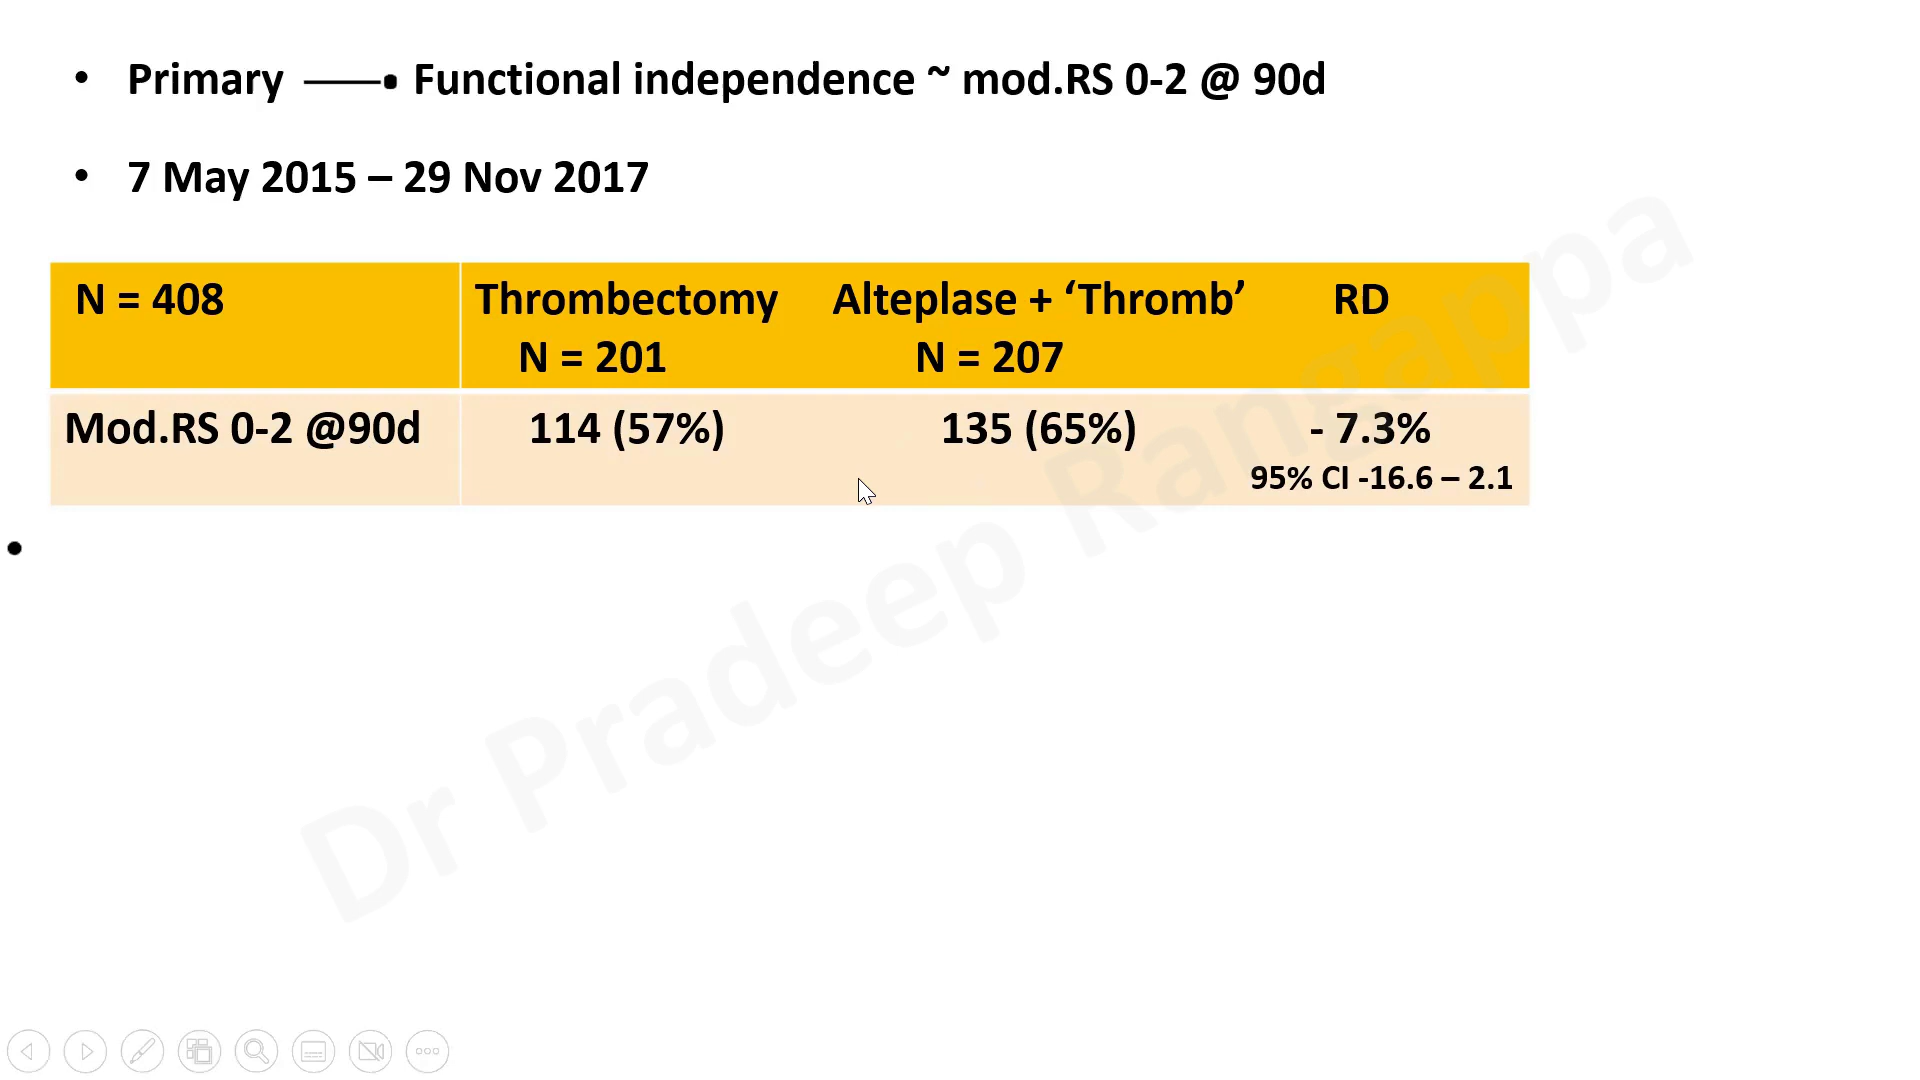 • Primary —• Functional independence ~ mod.RS 0-2 @ 90d
• 7 May 2015 – 29 Nov 2017
N = 408 Thrombectomy Alteplase + ‘Thromb’ RD
N = 201 N = 207
Mod.RS 0-2 @90d 114 (57%) 135 (65%) - 7.3%
95% CI -16.6 – 2.1
•
Dr Pradeep Rangappa